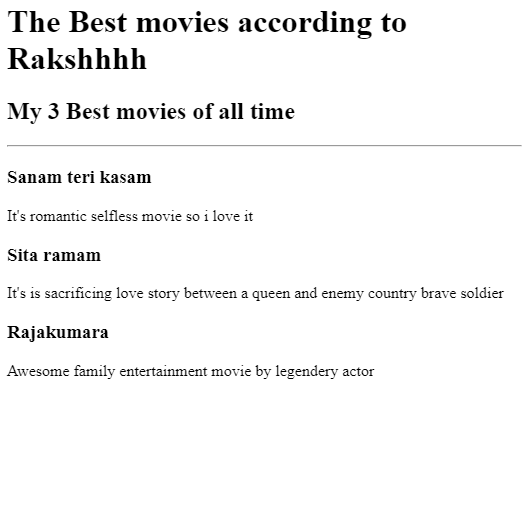 The Best movies according to
Rakshhhh
My 3 Best movies of all time
Sanam teri kasam
It's romantic selfless movie so i love it
Sita ramam
It's is sacrificing love story between a queen and enemy country brave soldier
Rajakumara
Awesome family entertainment movie by legendery actor